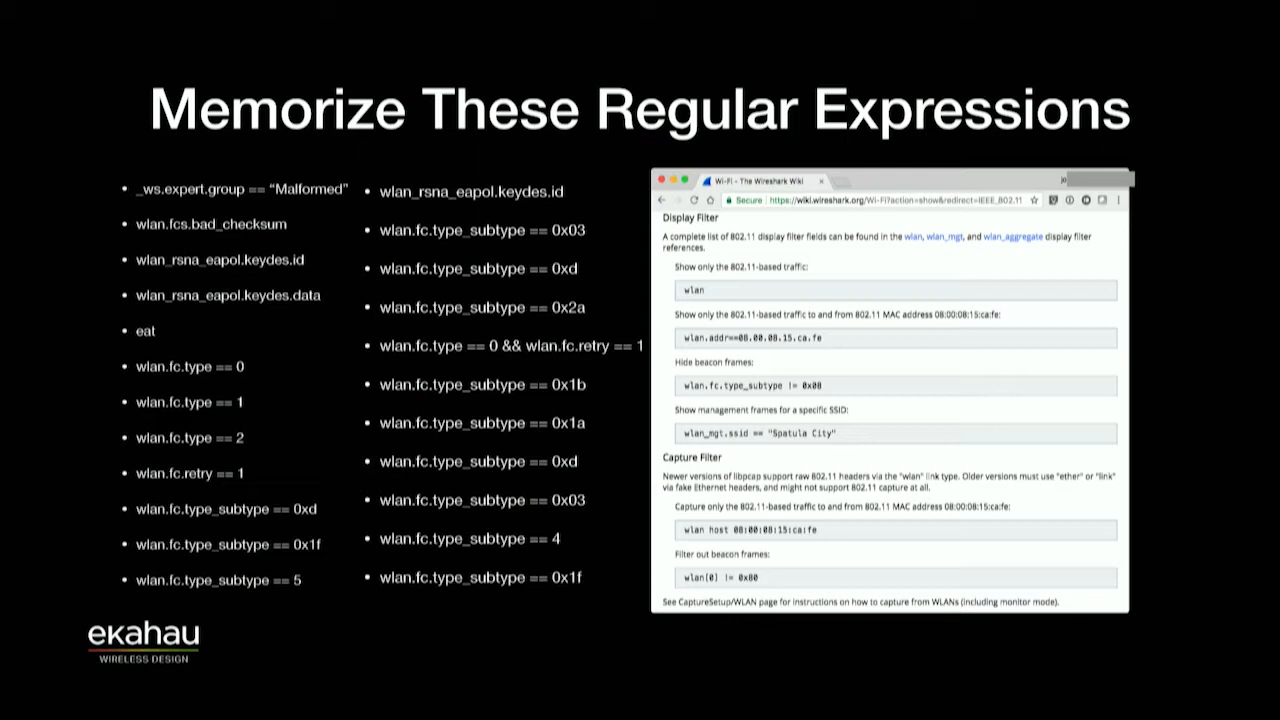 Memorize These Regular Expressions
• _ws.expert.group == “Malformed”
• wlan.fcs.bad_checksum
• wlan_rsna_eapol.keydes.id
• wlan_rsna_eapol.keydes.data
• eat
• wlan.fc.type == 0
• wlan.fc.type == 1
• wlan.fc.type == 2
• wlan.fc.retry == 1
• wlan.fc.type_subtype == 0xd
• wlan.fc.type_subtype == 0x1f
• wlan.fc.type_subtype == 5
• wlan_rsna_eapol.keydes.id
• wlan.fc.type_subtype == 0x03
• wlan.fc.type_subtype == 0xd
• wlan.fc.type_subtype == 0x2a
• wlan.fc.type == 0 && wlan.fc.retry == 1
• wlan.fc.type_subtype == 0x1b
• wlan.fc.type_subtype == 0x1a
• wlan.fc.type_subtype == 0xd
• wlan.fc.type_subtype == 0x03
• wlan.fc.type_subtype == 4
• wlan.fc.type_subtype == 0x1f
Wi-Fi - The Wireshark Wiki
Secure https://wiki.wireshark.org/Wi-Fi?action=show&redirect=IEEE_802.11
Display Filter
A complete list of 802.11 display filter fields can be found in the wlan, wlan_mgt, and wlan_aggregate display filter
references.
Show only the 802.11-based traffic:
wlan
Show only the 802.11-based traffic to and from 802.11 MAC address 08:00:08:15:ca:fe:
wlan.addr==08.00.08.15.ca.fe
Hide beacon frames:
wlan.fc.type_subtype != 0x08
Show management frames for a specific SSID:
wlan_mgt.ssid == "Spatula City"
Capture Filter
Newer versions of libpcap support raw 802.11 headers via the "wlan" link type. Older versions must use "ether" or "link"
via fake Ethernet headers, and might not support 802.11 capture at all.
Capture only the 802.11-based traffic to and from 802.11 MAC address 08:00:08:15:ca:fe:
wlan host 08:00:08:15:ca:fe
Filter out beacon frames:
wlan[0] != 0x80
See CaptureSetup/WLAN page for instructions on how to capture from WLANs (including monitor mode).
ekahau
WIRELESS DESIGN